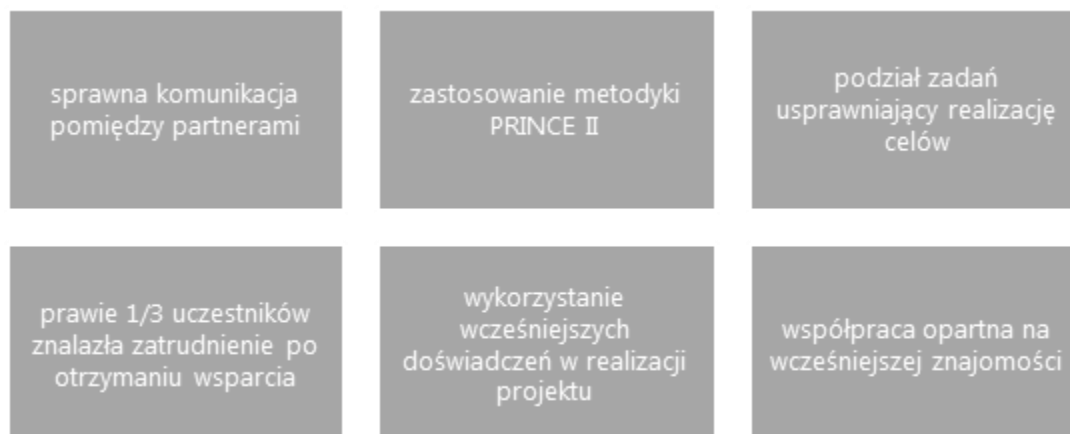 sprawna komunikacja
pomiędzy partnerami
zastosowanie metodyki
PRINCE II
podział zadań
usprawniający realizację
celów
prawie 1/3 uczestników
znalazła zatrudnienie po
otrzymaniu wsparcia
wykorzystanie
wcześniejszych
doświadczeń w realizacji
projektu
współpraca opartna na
wcześniejszej znajomości